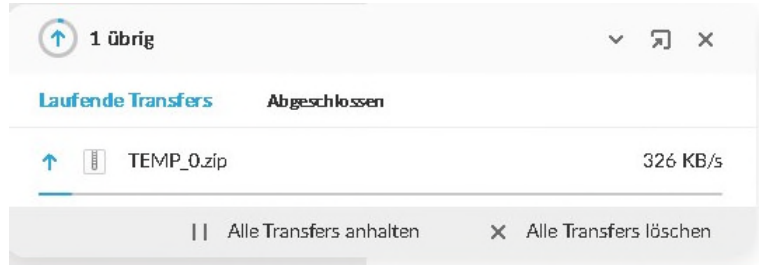 1 übrig
Laufende Transfers Abgeschlossen
TEMP_0.zip 326 KB/s
Alle Transfers anhalten Alle Transfers löschen